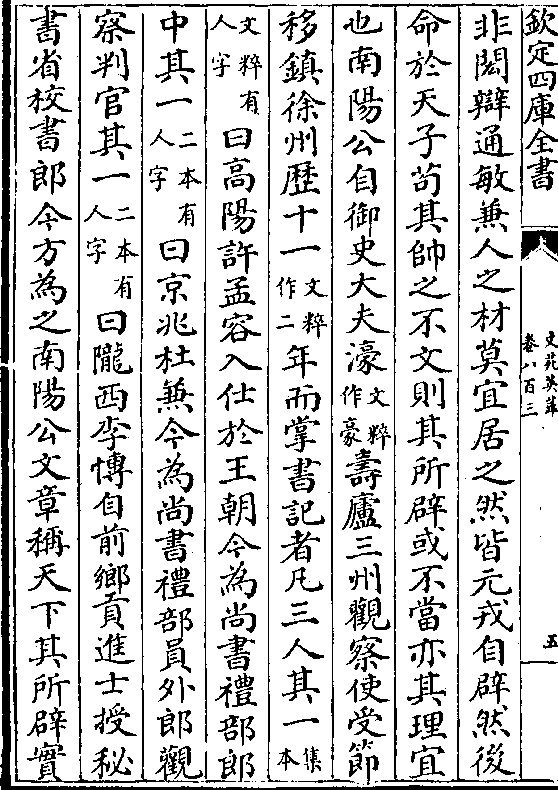 欽定四庫全書
文苑英華
卷八百三
五
非閎辯通敏兼人之材莫宜居之然皆元戎自辟然後
命於天子苟其帥之不文則其所辟或不當亦其理宜
也南陽公自御史大夫濠文粹作豪壽廬三州觀察使受節
移鎮徐州歷十一文粹作二年而掌書記者凡三人其一集本
文粹有人字曰高陽許孟容入仕於王朝今為尚書禮部郎
中其一二本有人字曰京兆杜兼今為尚書禮部員外郎觀
察判官其一二本有人字曰隴西李博自前鄉貢進士授秘
書省校書郎今方為之南陽公文章稱天下其所辟實